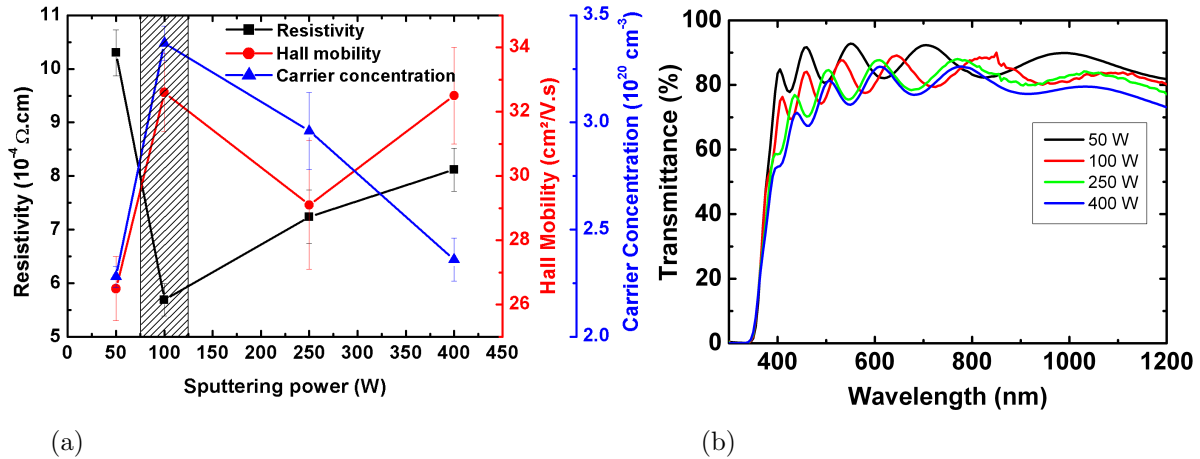 Resistivity
Hall mobility
Carrier concentration
Resistivity (10⁻⁴ Ω.cm)
11
10
9
8
7
6
5
0 50 100 150 200 250 300 350 400 450
Sputtering power (W)
34
32
30
28
26
Hall Mobility (cm²/V.s)
3.5
3.0
2.5
2.0
Carrier Concentration (10²⁰ cm⁻³)
(a)
Transmittance (%)
100
80
60
40
20
0
50 W
100 W
250 W
400 W
400 600 800 1000 1200
Wavelength (nm)
(b)